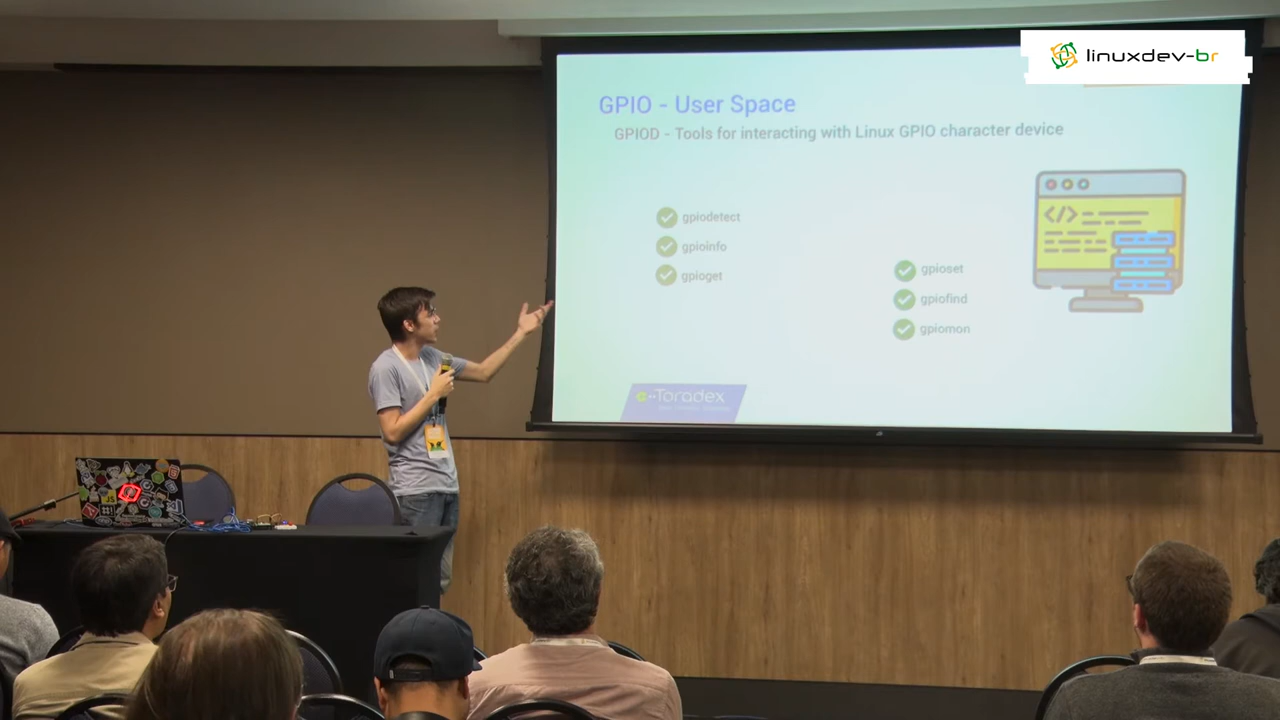 linuxdev-br
GPIO - User Space
GPIOD - Tools for interacting with Linux GPIO character device
gpiodetect
gpioinfo
gpioget
gpioset
gpiofind
gpiomon
Toradex